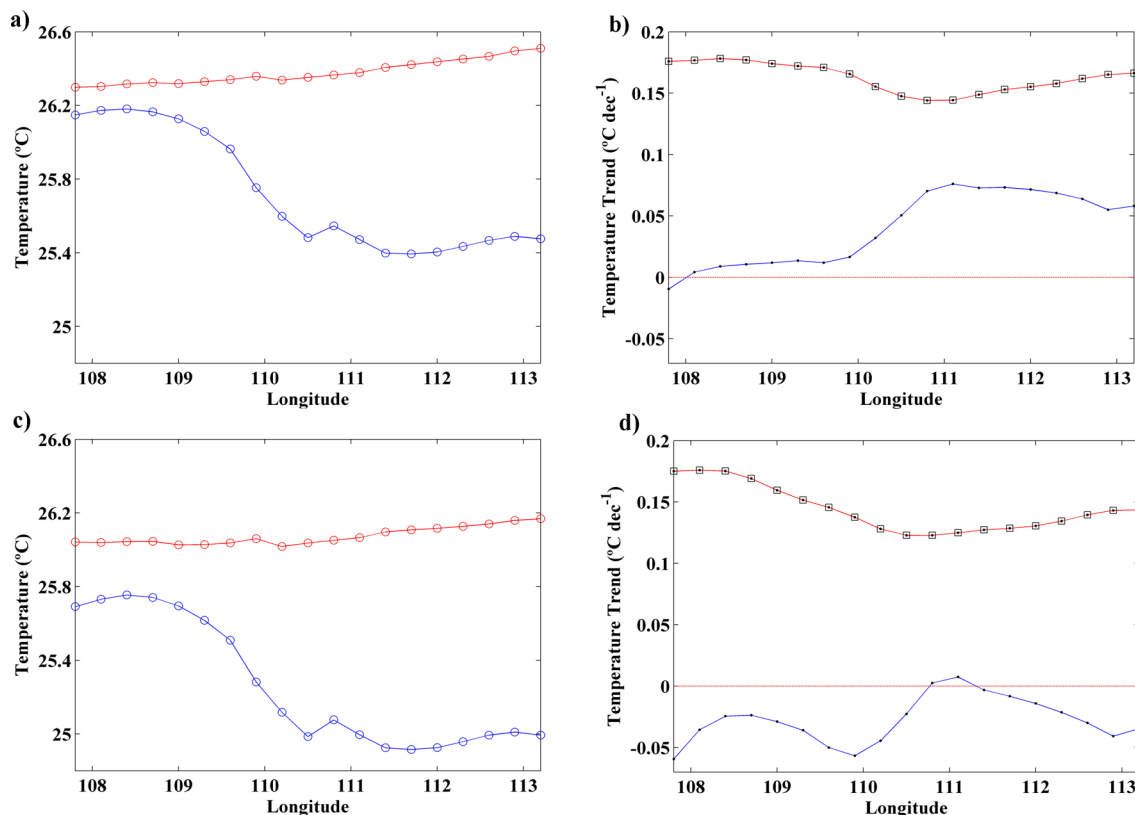 a)
26.6
26.2
25.8
25.4
25
Temperature (ºC)
108 109 110 111 112 113
Longitude
b)
0.2
0.15
0.1
0.05
0
-0.05
Temperature Trend (ºC dec⁻¹)
108 109 110 111 112 113
Longitude
c)
26.6
26.2
25.8
25.4
25
Temperature (ºC)
108 109 110 111 112 113
Longitude
d)
0.2
0.15
0.1
0.05
0
-0.05
Temperature Trend (ºC dec⁻¹)
108 109 110 111 112 113
Longitude